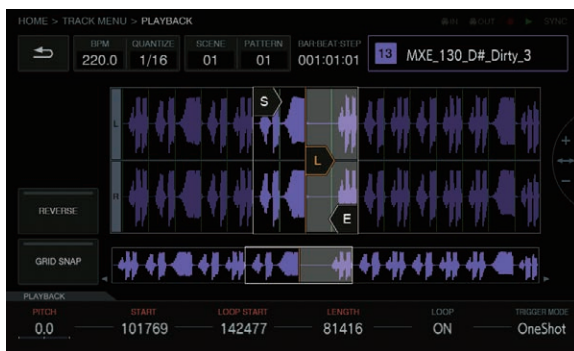 HOME > TRACK MENU > PLAYBACK
IN OUT SYNC
BPM QUANTIZE SCENE PATTERN BAR:BEAT:STEP
220.0 1/16 01 01 001:01:01 13 MXE_130_D#_Dirty_3
S
L
L
R
E
+
−
REVERSE
GRID SNAP
PLAYBACK
PITCH START LOOP START LENGTH LOOP TRIGGER MODE
0.0 101769 142477 81416 ON OneShot